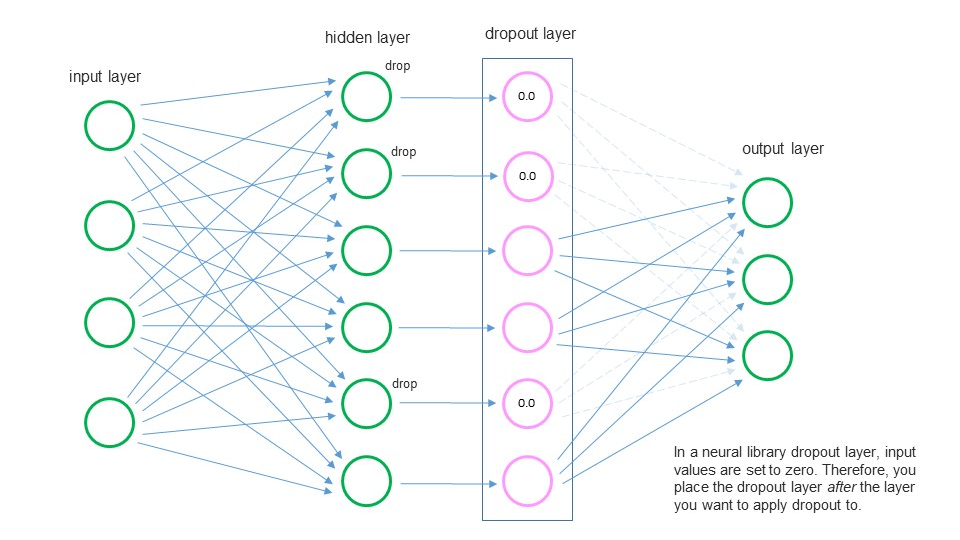 input layer
hidden layer
dropout layer
output layer
drop
drop
drop
0.0
0.0
0.0
In a neural library dropout layer, input
values are set to zero. Therefore, you
place the dropout layer after the layer
you want to apply dropout to.